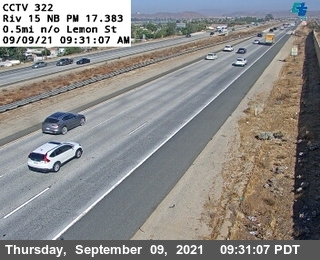 CCTV 322
Riv 15 NB PM 17.383
0.5mi n/o Lemon St
09/09/21 09:31:07 AM
Thursday, September 09, 2021 09:31:07 PDT